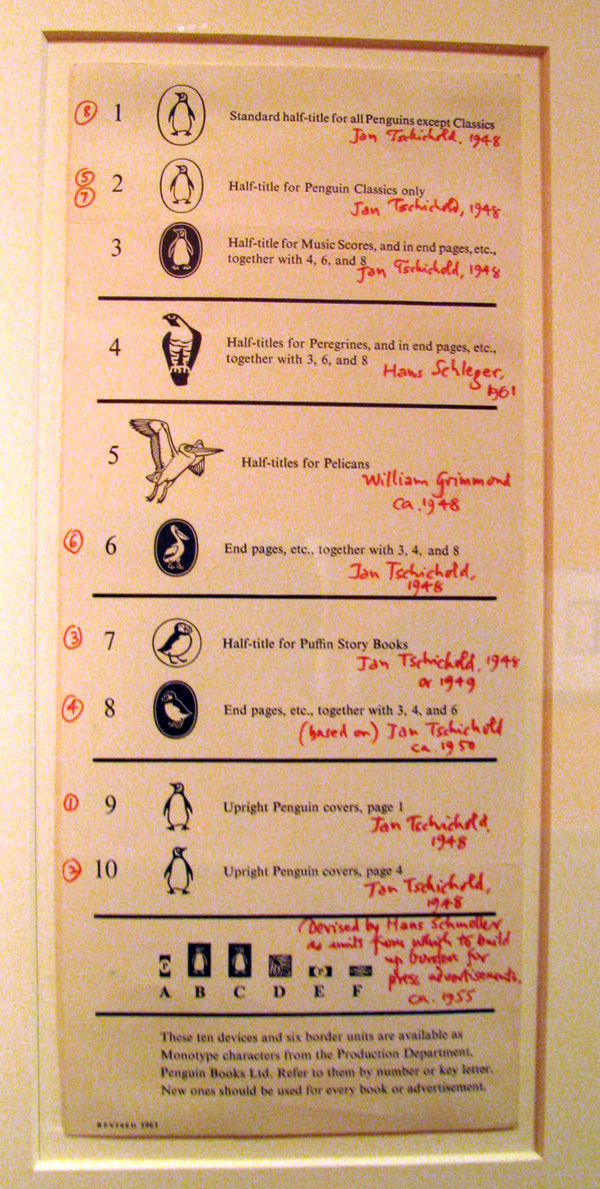 ⑧ 1 Standard half-title for all Penguins except Classics
Jan Tschichold, 1948
⑤ ⑦ 2 Half-title for Penguin Classics only
Jan Tschichold, 1948
3 Half-title for Music Scores, and in end pages, etc.,
together with 4, 6, and 8
Jan Tschichold, 1948
4 Half-titles for Peregrines, and in end pages, etc.,
together with 3, 6, and 8
Hans Schleger,
1961
5 Half-titles for Pelicans
William Grimmond
ca. 1948
⑥ 6 End pages, etc., together with 3, 4, and 8
Jan Tschichold,
1948
③ 7 Half-title for Puffin Story Books
Jan Tschichold, 1948
or 1949
④ 8 End pages, etc., together with 3, 4, and 6
(based on) Jan Tschichold
ca. 1950
① 9 Upright Penguin covers, page 1
Jan Tschichold,
1948
② 10 Upright Penguin covers, page 4
Jan Tschichold,
1948
(Devised by Hans Schmoller
as units from which to build
up borders for
press advertisements,
ca. 1955
A B C D E F
These ten devices and six border units are available as
Monotype characters from the Production Department,
Penguin Books Ltd. Refer to them by number or key letter.
New ones should be used for every book or advertisement.
REVISED 1961